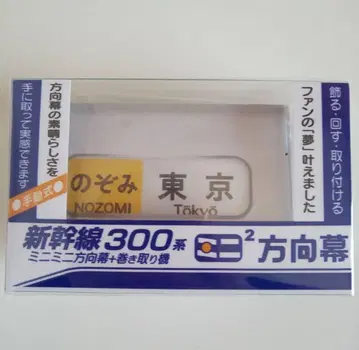 飾る・回す・取り付ける
ファンの「夢」叶えました
方向幕の素晴らしさを
手に取って実感できます
●手動式●
のぞみ 東京
NOZOMI Tōkyō
新幹線300系
ミニミニ方向幕+巻き取り機
2 方向幕